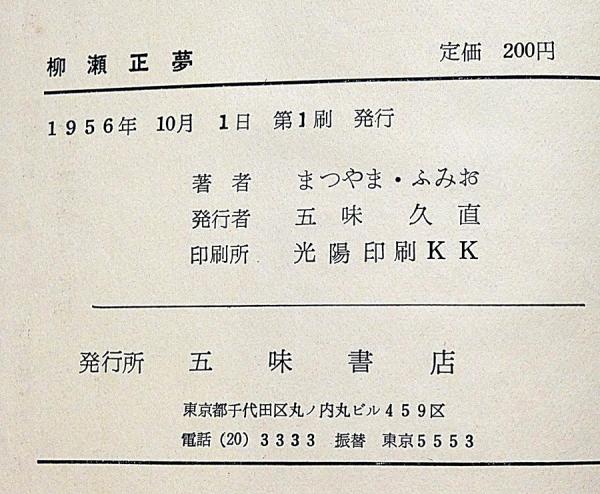 柳瀬正夢 定価 200円
1956年 10月 1日 第1刷 発行
著者 まつやま・ふみお
発行者 五味久直
印刷所 光陽印刷KK
発行所 五味書店
東京都千代田区丸ノ内丸ビル459区
電話(20)3333 振替 東京5553